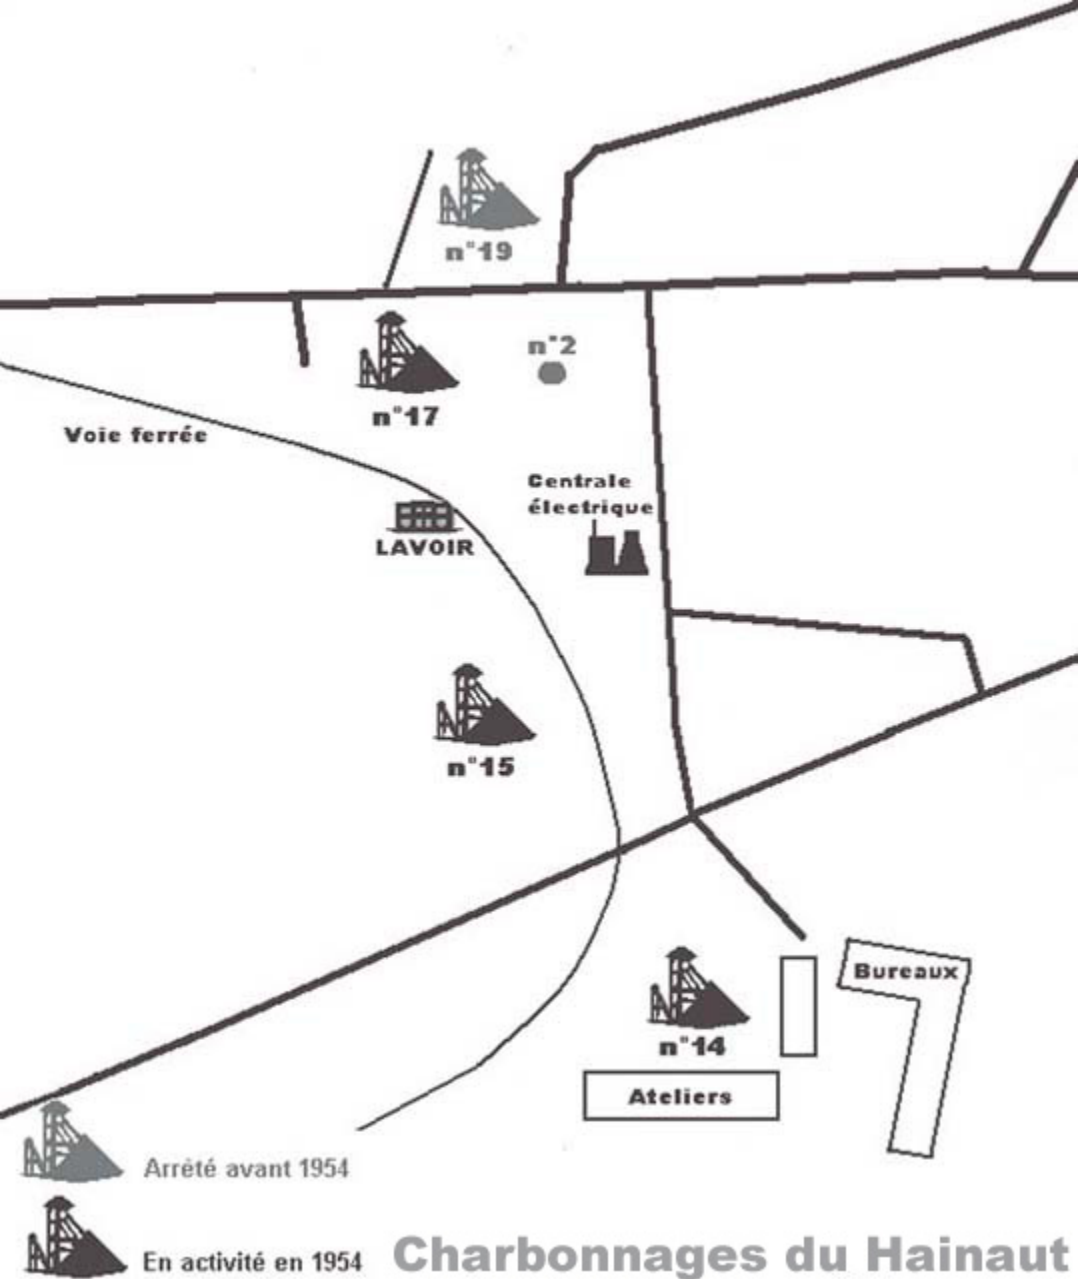 n°19
n°2
n°17
Voie ferrée
Centrale
électrique
LAVOIR
n°15
Bureaux
n°14
Ateliers
Arrêté avant 1954
En activité en 1954
Charbonnages du Hainaut